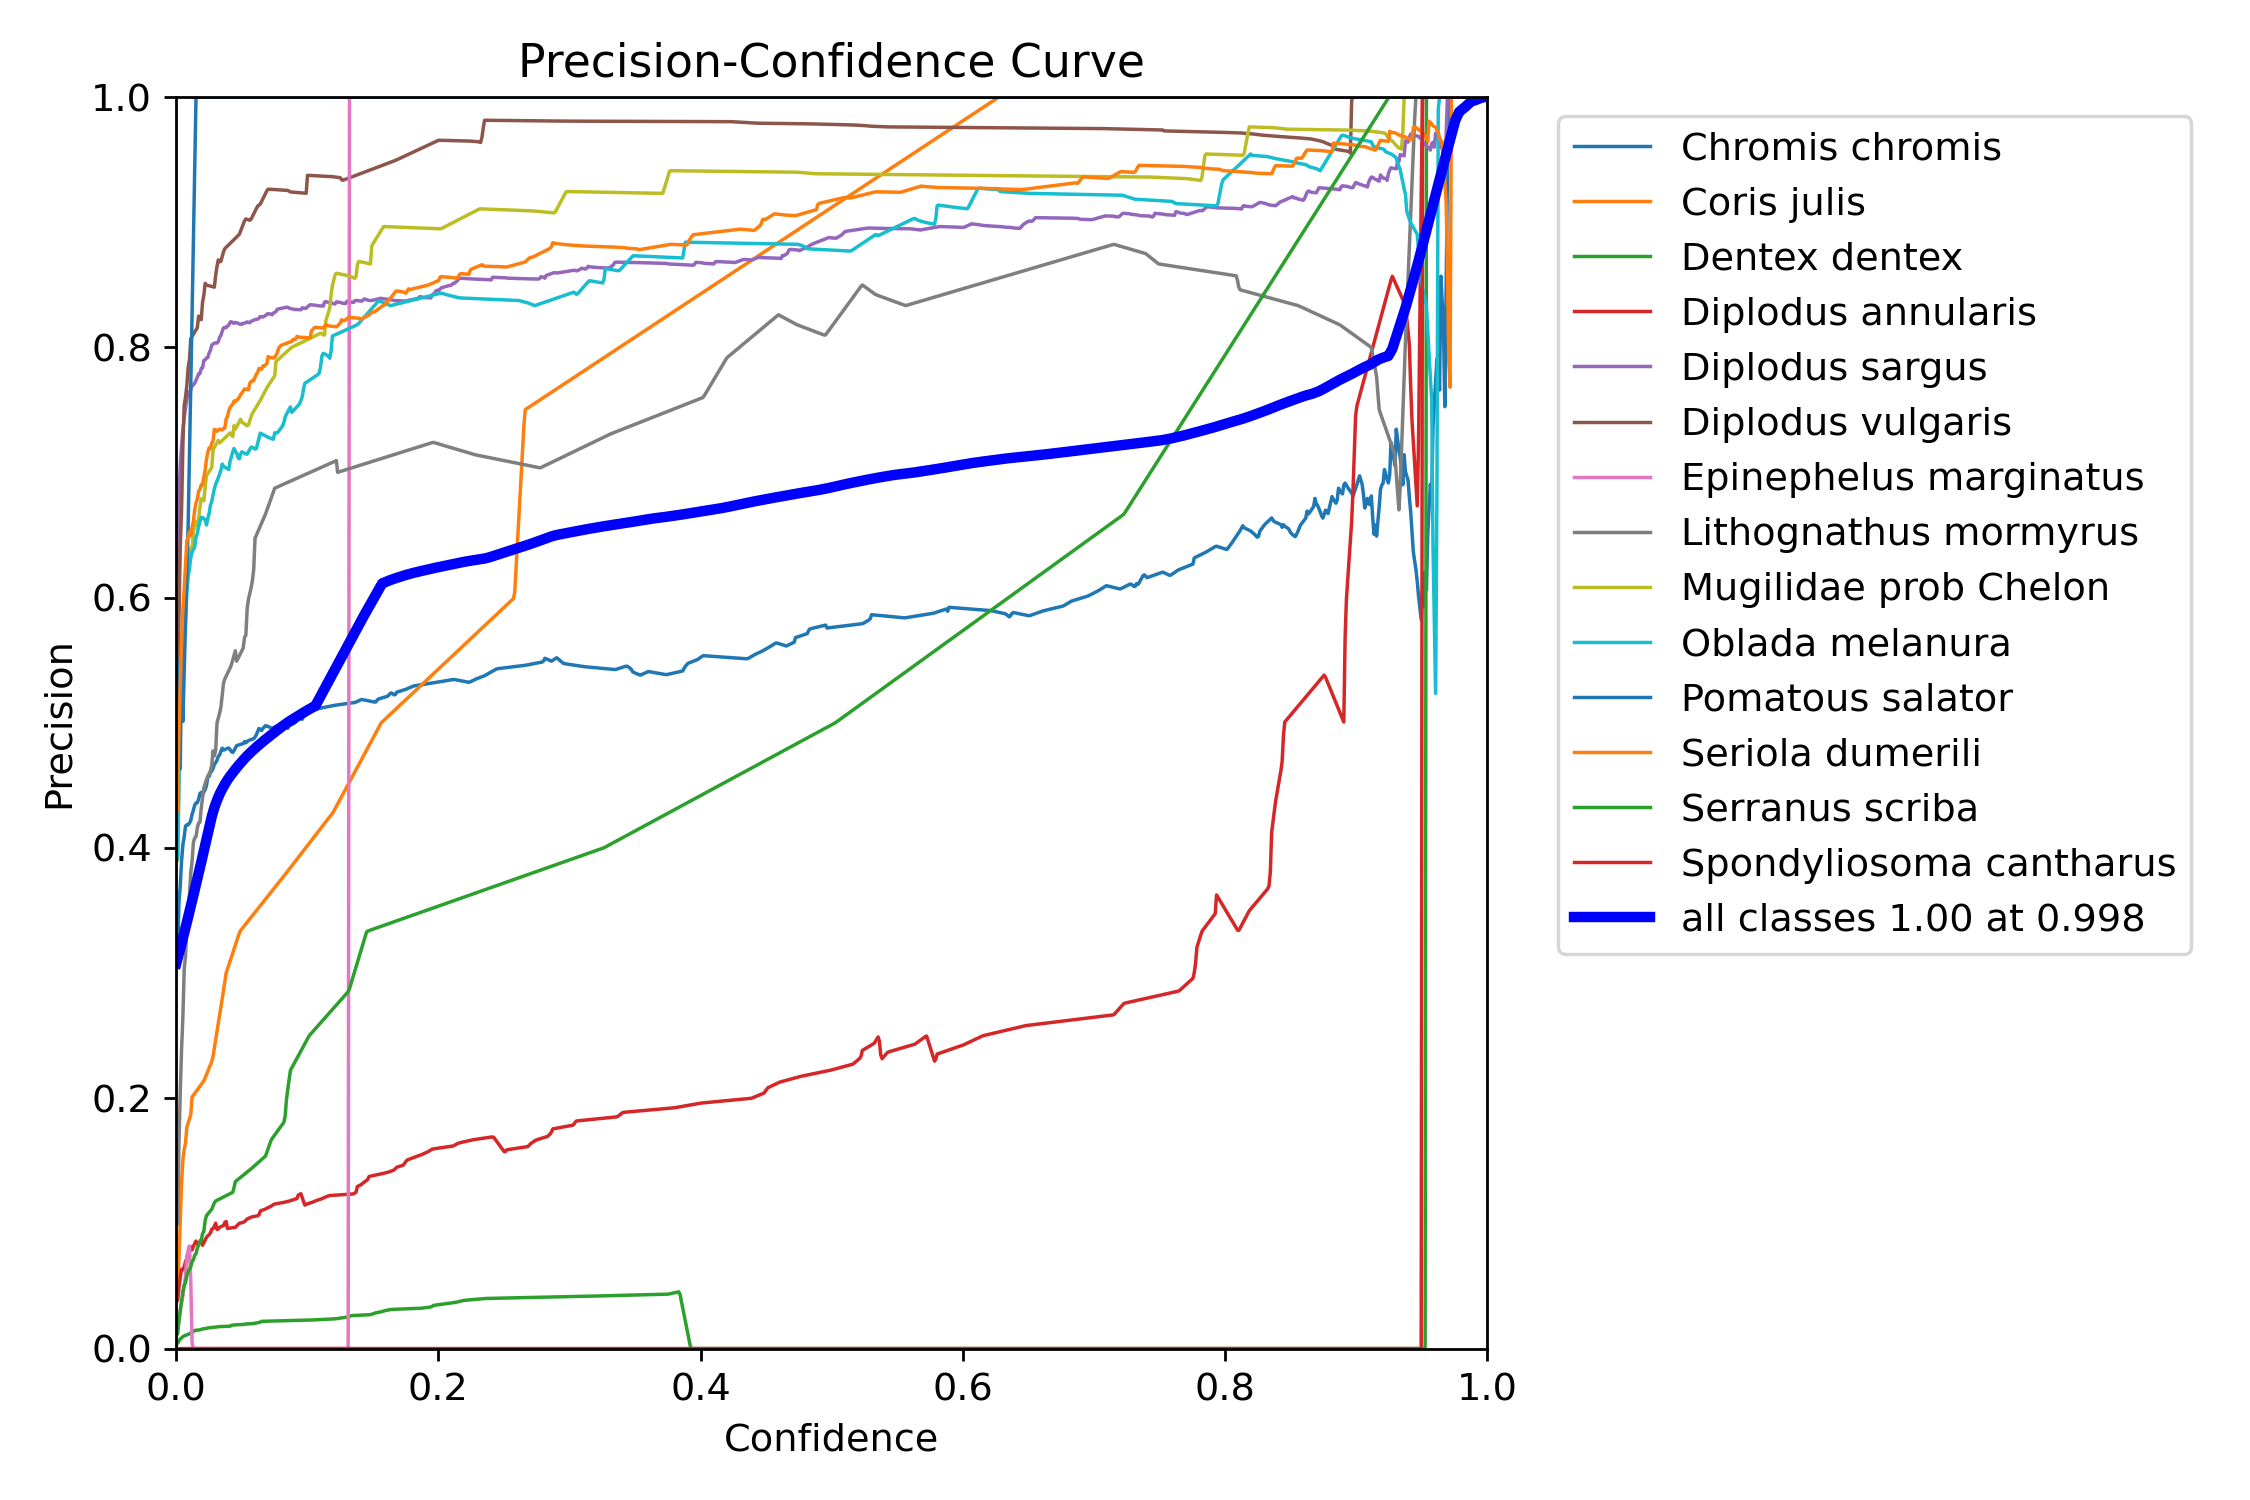 Precision-Confidence Curve
1.0
0.8
0.6
0.4
0.2
0.0
Precision
0.0 0.2 0.4 0.6 0.8 1.0
Confidence
Chromis chromis
Coris julis
Dentex dentex
Diplodus annularis
Diplodus sargus
Diplodus vulgaris
Epinephelus marginatus
Lithognathus mormyrus
Mugilidae prob Chelon
Oblada melanura
Pomatous salator
Seriola dumerili
Serranus scriba
Spondyliosoma cantharus
all classes 1.00 at 0.998